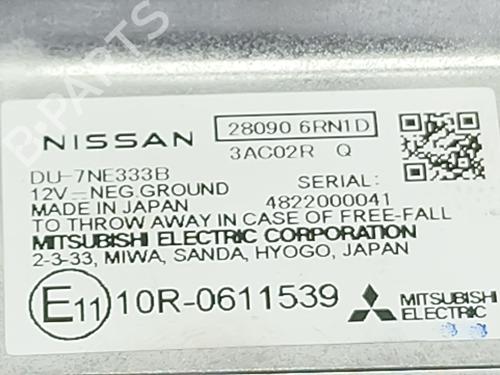 NISSAN
28090 6RN1D
3AC02R Q
DU-7NE333B
12V–NEG.GROUND
SERIAL:
MADE IN JAPAN
4822000041
TO THROW AWAY IN CASE OF FREE-FALL
MITSUBISHI ELECTRIC CORPORATION
2-3-33, MIWA, SANDA, HYOGO, JAPAN
E11 10R-0611539
MITSUBISHI
ELECTRIC
B-PARTS